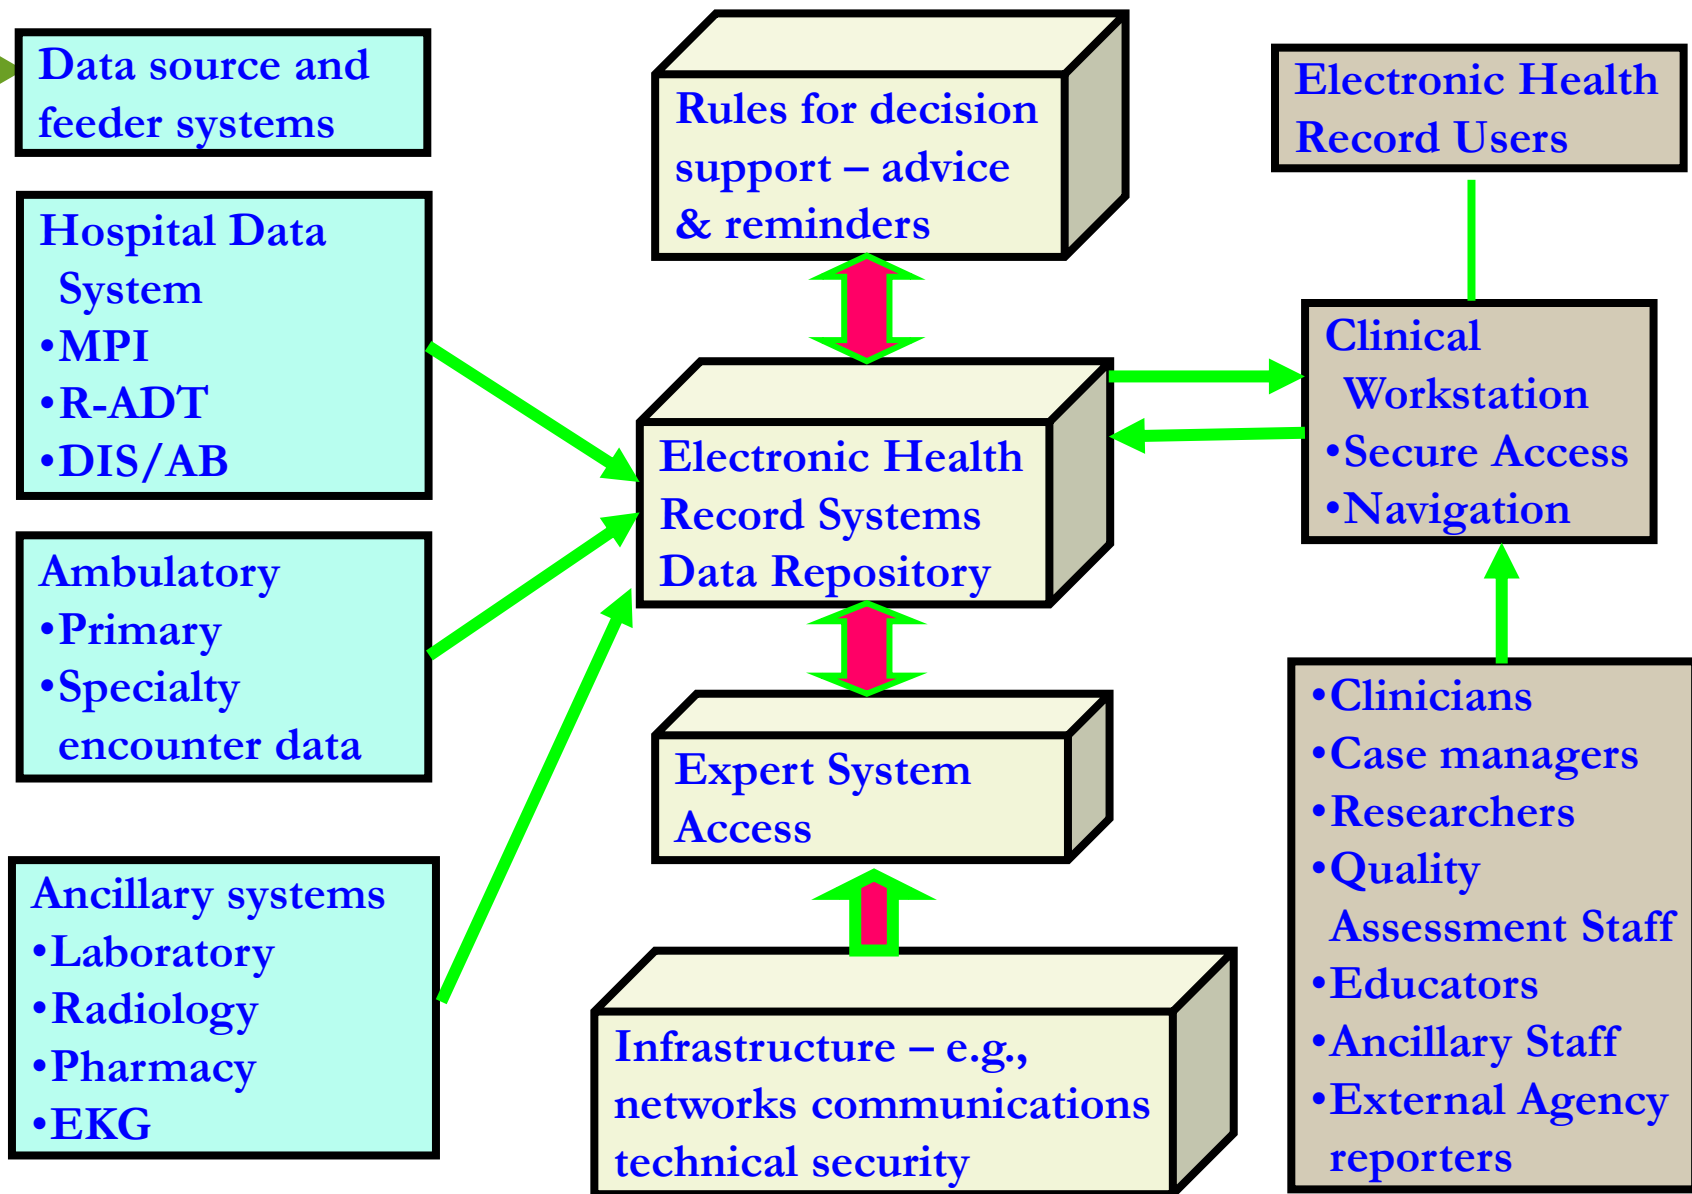 Data source and
feeder systems
Hospital Data
System
•MPI
•R-ADT
•DIS/AB
Ambulatory
•Primary
•Specialty
encounter data
Ancillary systems
•Laboratory
•Radiology
•Pharmacy
•EKG
Rules for decision
support – advice
& reminders
Electronic Health
Record Systems
Data Repository
Expert System
Access
Infrastructure – e.g.,
networks communications
technical security
Electronic Health
Record Users
Clinical
Workstation
•Secure Access
•Navigation
•Clinicians
•Case managers
•Researchers
•Quality
Assessment Staff
•Educators
•Ancillary Staff
•External Agency
reporters